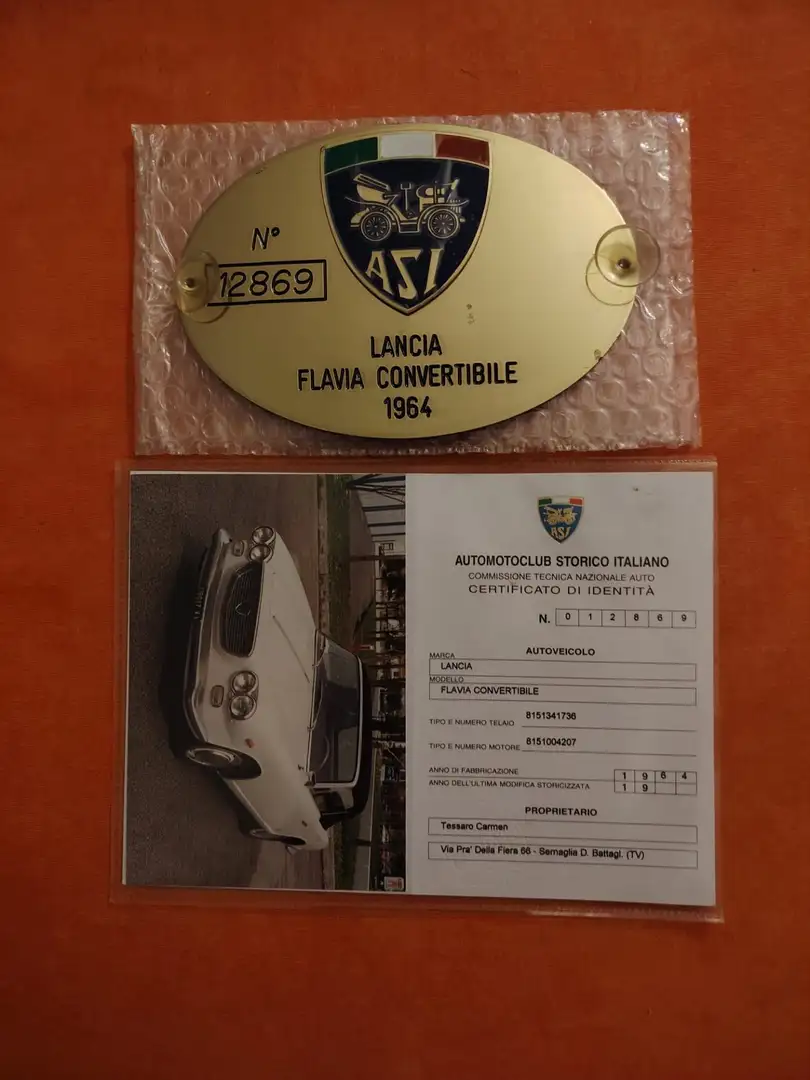 N°
12869
ASI
LANCIA
FLAVIA CONVERTIBILE
1964
ASI
AUTOMOTOCLUB STORICO ITALIANO
COMMISSIONE TECNICA NAZIONALE AUTO
CERTIFICATO DI IDENTITÀ
N. 0 1 2 8 6 9
AUTOVEICOLO
MARCA
LANCIA
MODELLO
FLAVIA CONVERTIBILE
TIPO E NUMERO TELAIO 8151341736
TIPO E NUMERO MOTORE 8151004207
ANNO DI FABBRICAZIONE 1 9 6 4
ANNO DELL'ULTIMA MODIFICA STORICIZZATA 1 9
PROPRIETARIO
Tessaro Carmen
Via Pra' Della Fiera 66 - Sernaglia D. Battagl. (TV)